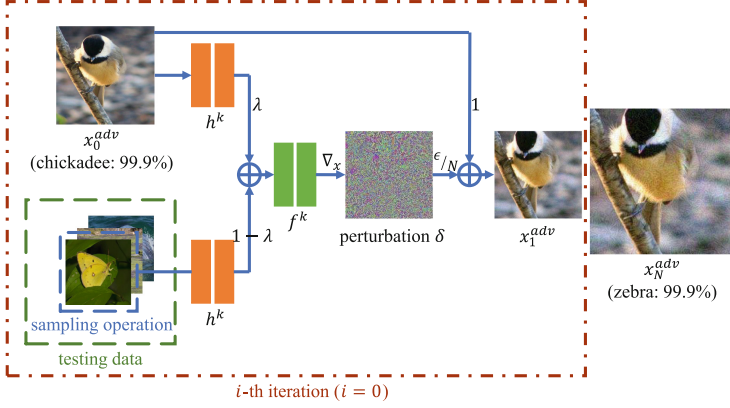 x_0^{adv}
(chickadee: 99.9%)
h^k
λ
1
∇_x
ϵ/N
f^k
1 − λ
perturbation δ
x_1^{adv}
x_N^{adv}
(zebra: 99.9%)
h^k
sampling operation
testing data
i-th iteration (i = 0)